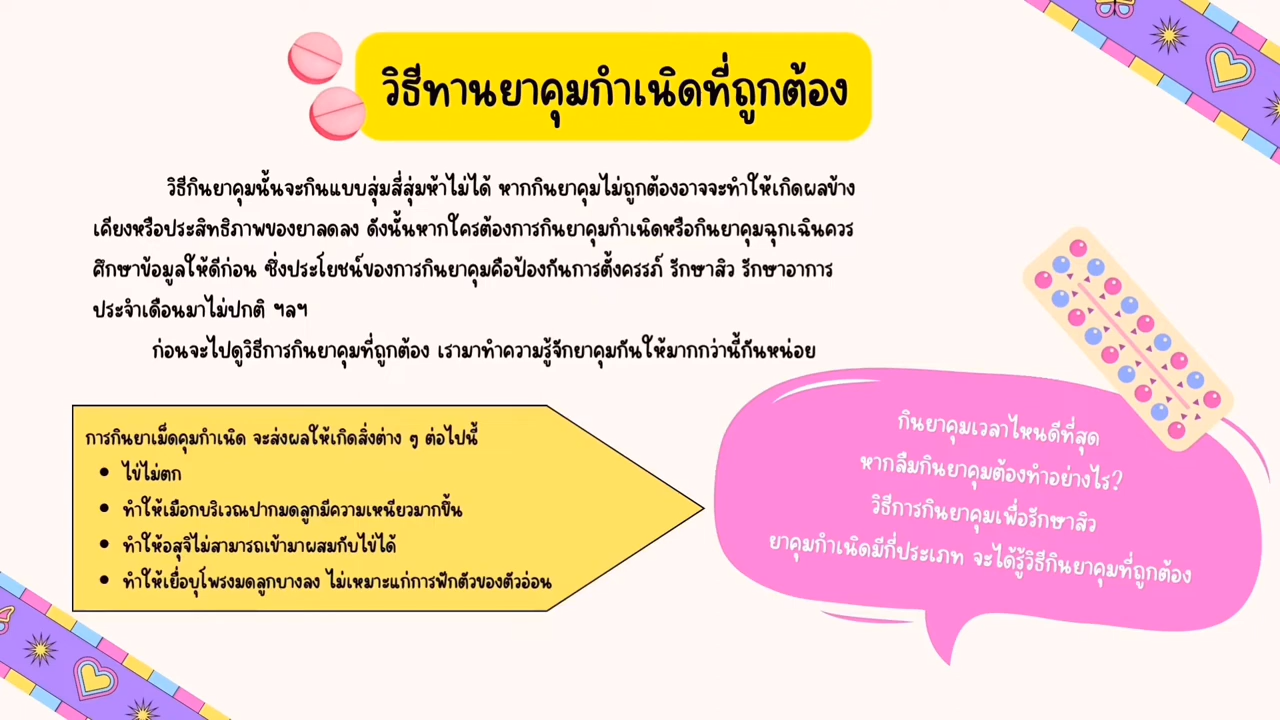 วิธีทานยาคุมกำเนิดที่ถูกต้อง
วิธีกินยาคุมนั้นจะกินแบบสุ่มสี่สุ่มห้าไม่ได้ หากกินยาคุมไม่ถูกต้องอาจจะทำให้เกิดผลข้าง
เคียงหรือประสิทธิภาพของยาลดลง ดังนั้นหากใครต้องการกินยาคุมกำเนิดหรือกินยาคุมฉุกเฉินควร
ศึกษาข้อมูลให้ดีก่อน ซึ่งประโยชน์ของการกินยาคุมคือป้องกันการตั้งครรภ์ รักษาสิว รักษาอาการ
ประจำเดือนมาไม่ปกติ ฯลฯ
ก่อนจะไปดูวิธีการกินยาคุมที่ถูกต้อง เรามาทำความรู้จักยาคุมกันให้มากกว่านี้กันหน่อย
การกินยาเม็ดคุมกำเนิด จะส่งผลให้เกิดสิ่งต่าง ๆ ต่อไปนี้
• ไข่ไม่ตก
• ทำให้เมือกบริเวณปากมดลูกมีความเหนียวมากขึ้น
• ทำให้อสุจิไม่สามารถเข้ามาผสมกับไข่ได้
• ทำให้เยื่อบุโพรงมดลูกบางลง ไม่เหมาะแก่การฟักตัวของตัวอ่อน
กินยาคุมเวลาไหนดีที่สุด
หากลืมกินยาคุมต้องทำอย่างไร?
วิธีการกินยาคุมเพื่อรักษาสิว
ยาคุมกำเนิดมีกี่ประเภท จะได้รู้วิธีกินยาคุมที่ถูกต้อง